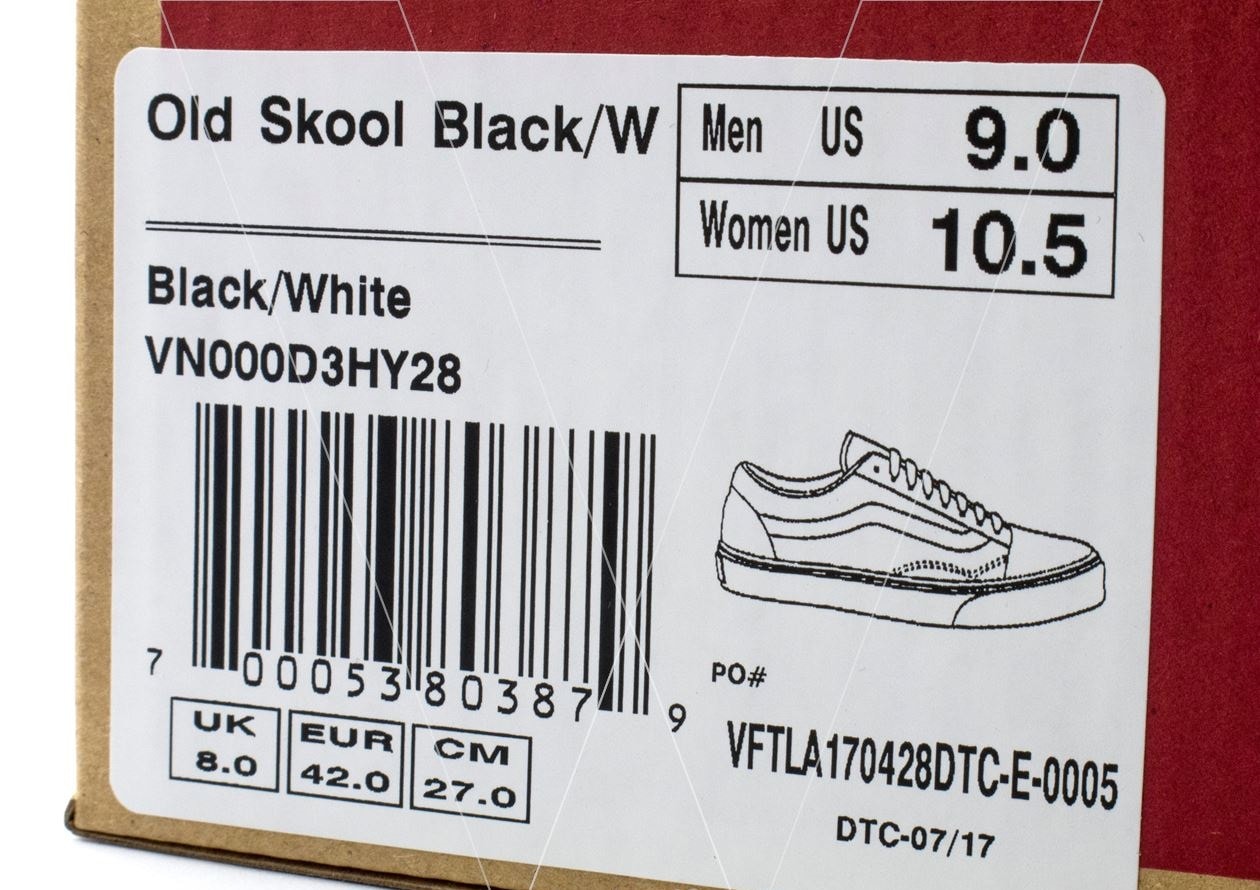 Old Skool Black/W
Men US 9.0
Women US 10.5
Black/White
VN000D3HY28
7 00053 80387 9
UK EUR CM
8.0 42.0 27.0
PO#
VFTLA170428DTC-E-0005
DTC-07/17